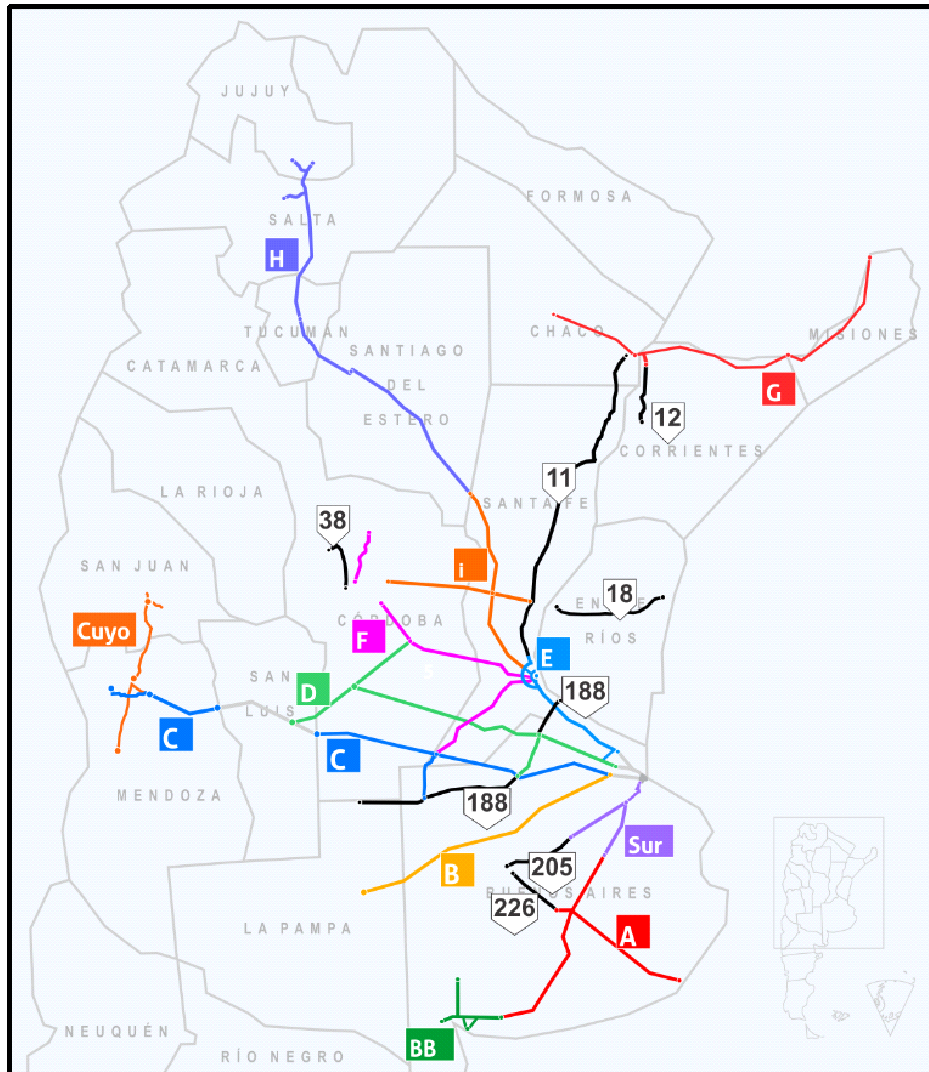 JUJUY
FORMOSA
SALTA
H
CHACO
MISIONES
TUCUMÁN
SANTIAGO
DEL
ESTERO
CATAMARCA
G
12
CORRIENTES
11
LA RIOJA
SANTA FE
38
SAN JUAN
i
18
RÍOS
Cuyo
CÓRDOBA
F
E
SAN
LUIS
D
188
C
C
MENDOZA
188
Sur
B
205
BUENOS AIRES
226
A
LA PAMPA
NEUQUÉN
BB
RÍO NEGRO